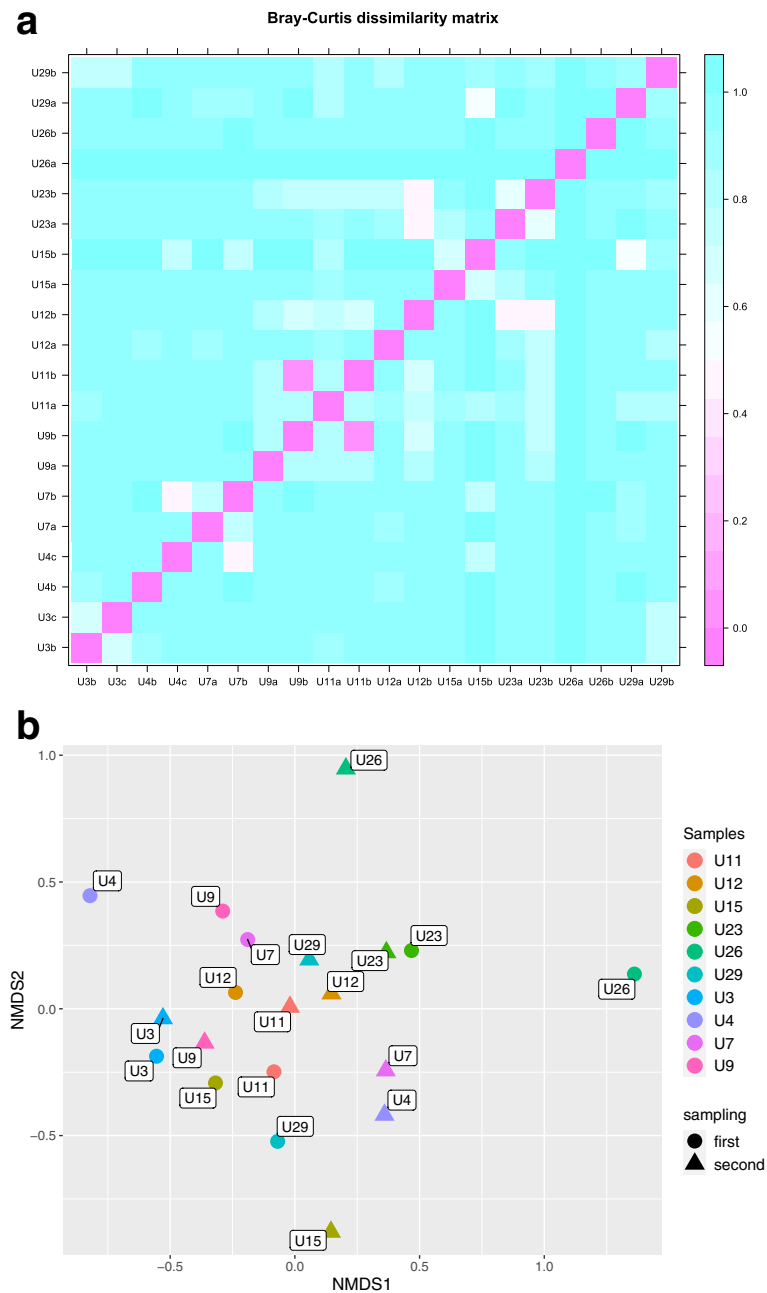 a
Bray-Curtis dissimilarity matrix
U29b
U29a
U26b
U26a
U23b
U23a
U15b
U15a
U12b
U12a
U11b
U11a
U9b
U9a
U7b
U7a
U4c
U4b
U3c
U3b
U3b U3c U4b U4c U7a U7b U9a U9b U11a U11b U12a U12b U15a U15b U23a U23b U26a U26b U29a U29b
1.0
0.8
0.6
0.4
0.2
0.0
b
NMDS2
1.0
0.5
0.0
−0.5
U26
U4
U9
U23
U29
U7
U23
U12
U12
U26
U11
U3
U9
U7
U3
U11
U15
U4
U29
U15
−0.5 0.0 0.5 1.0
NMDS1
Samples
U11
U12
U15
U23
U26
U29
U3
U4
U7
U9
sampling
first
second